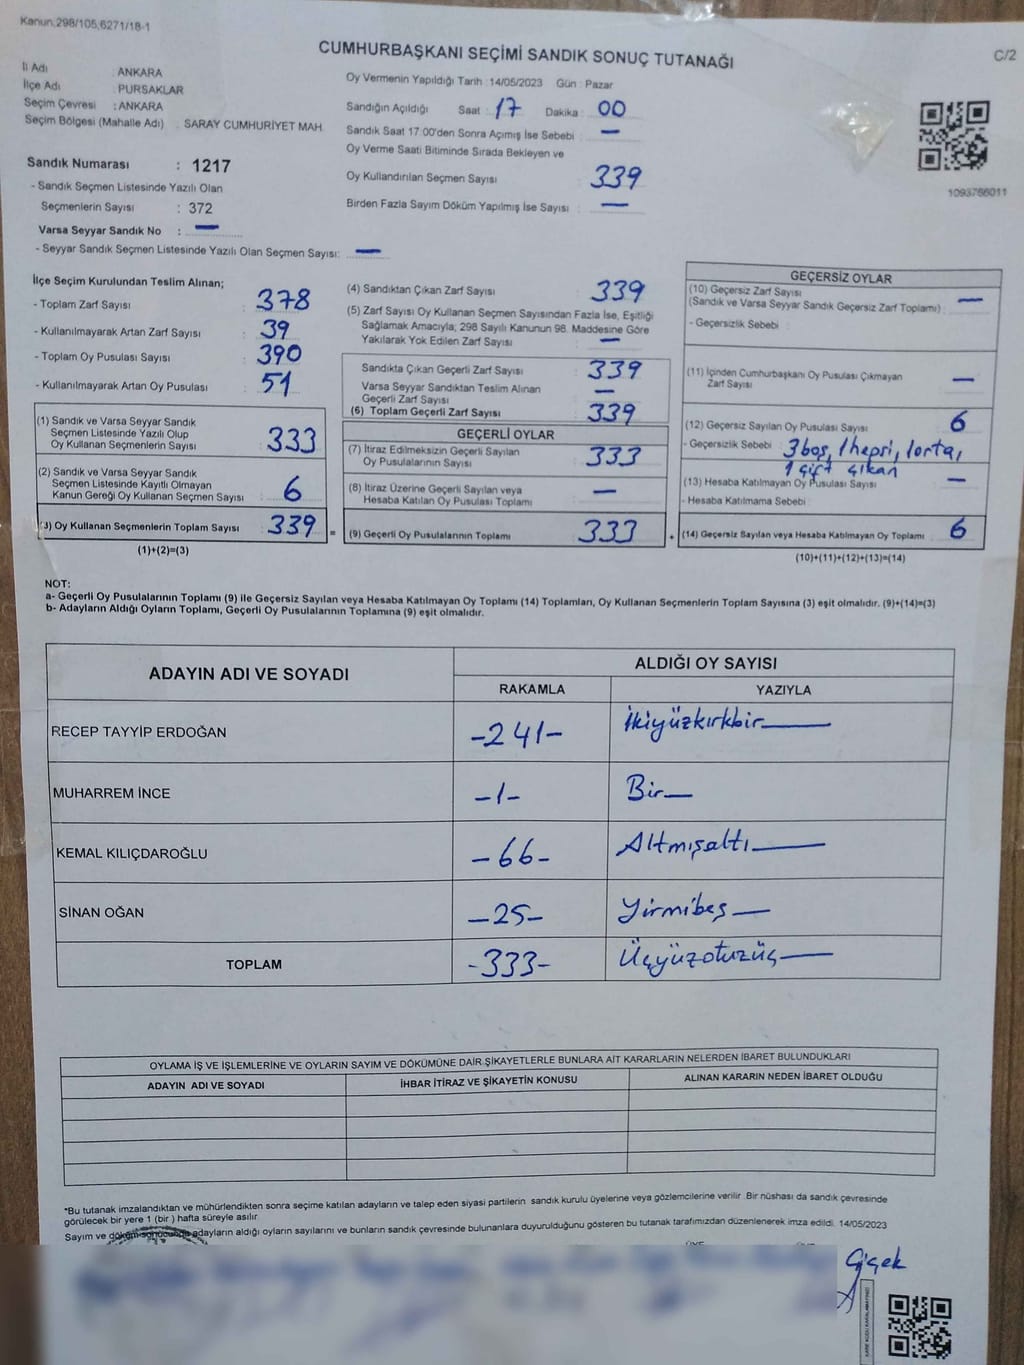 Kanun,298/105,6271/18-1
CUMHURBAŞKANI SEÇİMİ SANDIK SONUÇ TUTANAĞI
C/2
İl Adı : ANKARA
İlçe Adı : PURSAKLAR
Seçim Çevresi : ANKARA
Seçim Bölgesi (Mahalle Adı) . SARAY CUMHURİYET MAH.
Oy Vermenin Yapıldığı Tarih :14/05/2023 Gün : Pazar
Sandığın Açıldığı Saat : 17 Dakika : 00
Sandık Saat 17:00'den Sonra Açımış İse Sebebi : —
Oy Verme Saati Bitiminde Sırada Bekleyen ve
Oy Kullandırılan Seçmen Sayısı : 339
Birden Fazla Sayım Döküm Yapılmış İse Sayısı : —
1093766011
Sandık Numarası : 1217
- Sandık Seçmen Listesinde Yazılı Olan
Seçmenlerin Sayısı : 372
Varsa Seyyar Sandık No : —
- Seyyar Sandık Seçmen Listesinde Yazılı Olan Seçmen Sayısı: —
İlçe Seçim Kurulundan Teslim Alınan;
- Toplam Zarf Sayısı : 378
- Kullanılmayarak Artan Zarf Sayısı : 39
- Toplam Oy Pusulası Sayısı : 390
- Kullanılmayarak Artan Oy Pusulası : 51
(1) Sandık ve Varsa Seyyar Sandık
Seçmen Listesinde Yazılı Olup
Oy Kullanan Seçmenlerin Sayısı : 333
(2) Sandık ve Varsa Seyyar Sandık
Seçmen Listesinde Kayıtlı Olmayan
Kanun Gereği Oy Kullanan Seçmen Sayısı : 6
(3) Oy Kullanan Seçmenlerin Toplam Sayısı : 339 =
(1)+(2)=(3)
(4) Sandıktan Çıkan Zarf Sayısı : 339
(5) Zarf Sayısı Oy Kullanan Seçmen Sayısından Fazla İse, Eşitliği
Sağlamak Amacıyla; 298 Sayılı Kanunun 98. Maddesine Göre
Yakılarak Yok Edilen Zarf Sayısı : —
Sandıkta Çıkan Geçerli Zarf Sayısı : 339
Varsa Seyyar Sandıktan Teslim Alınan
Geçerli Zarf Sayısı : —
(6) Toplam Geçerli Zarf Sayısı : 339
GEÇERLİ OYLAR
(7) İtiraz Edilmeksizin Geçerli Sayılan
Oy Pusulalarının Sayısı : 333
(8) İtiraz Üzerine Geçerli Sayılan veya
Hesaba Katılan Oy Pusulası Toplamı : —
(9) Geçerli Oy Pusulalarının Toplamı : 333 +
GEÇERSİZ OYLAR
(10) Geçersiz Zarf Sayısı
(Sandık ve Varsa Seyyar Sandık Geçersiz Zarf Toplamı) : —
- Geçersizlik Sebebi :
(11) İçinden Cumhurbaşkanı Oy Pusulası Çıkmayan
Zarf Sayısı : —
(12) Geçersiz Sayılan Oy Pusulası Sayısı : 6
- Geçersizlik Sebebi : 3 boş, 1 hepsi, 1 orta,
1 çift çıkan
(13) Hesaba Katılmayan Oy Pusulası Sayısı : —
- Hesaba Katılmama Sebebi :
(14) Geçersiz Sayılan veya Hesaba Katılmayan Oy Toplamı : 6
(10)+(11)+(12)+(13)=(14)
NOT:
a- Geçerli Oy Pusulalarının Toplamı (9) ile Geçersiz Sayılan veya Hesaba Katılmayan Oy Toplamı (14) Toplamları, Oy Kullanan Seçmenlerin Toplam Sayısına (3) eşit olmalıdır. (9)+(14)=(3)
b- Adayların Aldığı Oyların Toplamı, Geçerli Oy Pusulalarının Toplamına (9) eşit olmalıdır.
ADAYIN ADI VE SOYADI
ALDIĞI OY SAYISI
RAKAMLA YAZIYLA
RECEP TAYYİP ERDOĞAN -241- İkiyüzkırkbir—
MUHARREM İNCE -1- Bir—
KEMAL KILIÇDAROĞLU -66- Altmışaltı—
SİNAN OĞAN -25- Yirmibeş—
TOPLAM -333- Üçyüzotuzüç—
OYLAMA İŞ VE İŞLEMLERİNE VE OYLARIN SAYIM VE DÖKÜMÜNE DAİR ŞİKAYETLERLE BUNLARA AİT KARARLARIN NELERDEN İBARET BULUNDUKLARI
ADAYIN ADI VE SOYADI İHBAR İTİRAZ VE ŞİKAYETİN KONUSU ALINAN KARARIN NEDEN İBARET OLDUĞU
*Bu tutanak imzalandıktan ve mühürlendikten sonra seçime katılan adayların ve talep eden siyasi partilerin sandık kurulu üyelerine veya gözlemcilerine verilir. Bir nüshası da sandık çevresinde
görülecek bir yere 1 (bir ) hafta süreyle asılır.
Sayım ve döküm sonucunda adayların aldığı oyların sayılarını ve bunların sandık çevresinde bulunanlara duyurulduğunu gösteren bu tutanak tarafımızdan düzenlenerek imza edildi. 14/05/2023
Çiçek